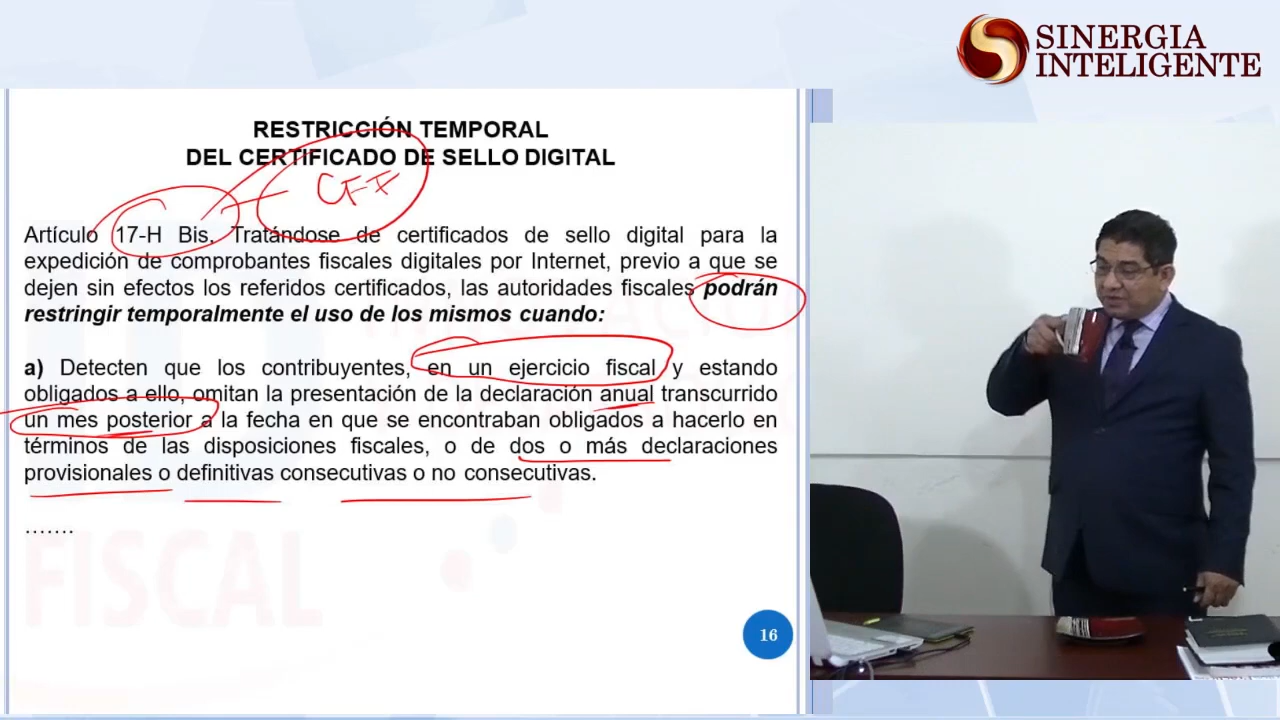 SINERGIA
INTELIGENTE
RESTRICCIÓN TEMPORAL
DEL CERTIFICADO DE SELLO DIGITAL
CFF
Artículo 17-H Bis. Tratándose de certificados de sello digital para la
expedición de comprobantes fiscales digitales por Internet, previo a que se
dejen sin efectos los referidos certificados, las autoridades fiscales podrán
restringir temporalmente el uso de los mismos cuando:
a) Detecten que los contribuyentes, en un ejercicio fiscal y estando
obligados a ello, omitan la presentación de la declaración anual transcurrido
un mes posterior a la fecha en que se encontraban obligados a hacerlo en
términos de las disposiciones fiscales, o de dos o más declaraciones
provisionales o definitivas consecutivas o no consecutivas.
…….
FISCAL
16